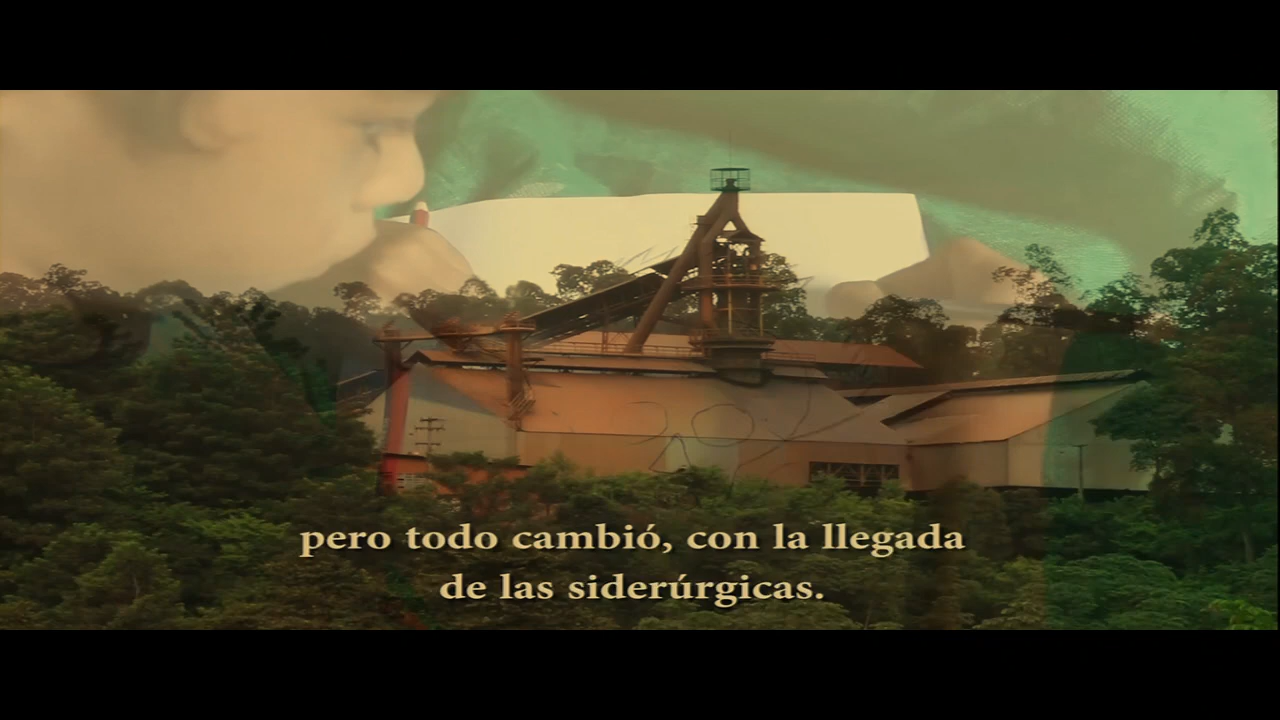 pero todo cambió, con la llegada
de las siderúrgicas.